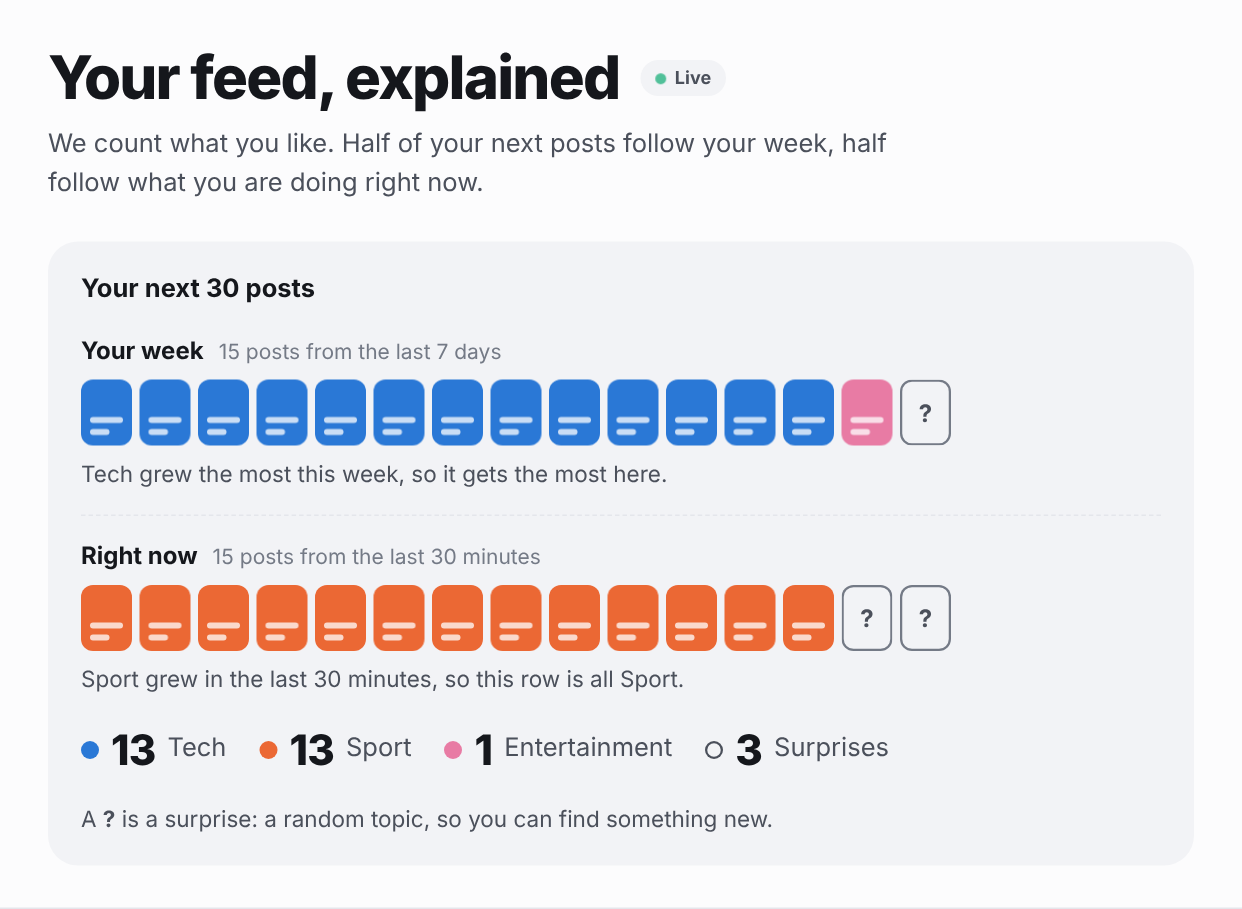 Your feed, explained
Live
We count what you like. Half of your next posts follow your week, half
follow what you are doing right now.
Your next 30 posts
Your week 15 posts from the last 7 days
?
Tech grew the most this week, so it gets the most here.
Right now 15 posts from the last 30 minutes
? ?
Sport grew in the last 30 minutes, so this row is all Sport.
13 Tech 13 Sport 1 Entertainment 3 Surprises
A ? is a surprise: a random topic, so you can find something new.